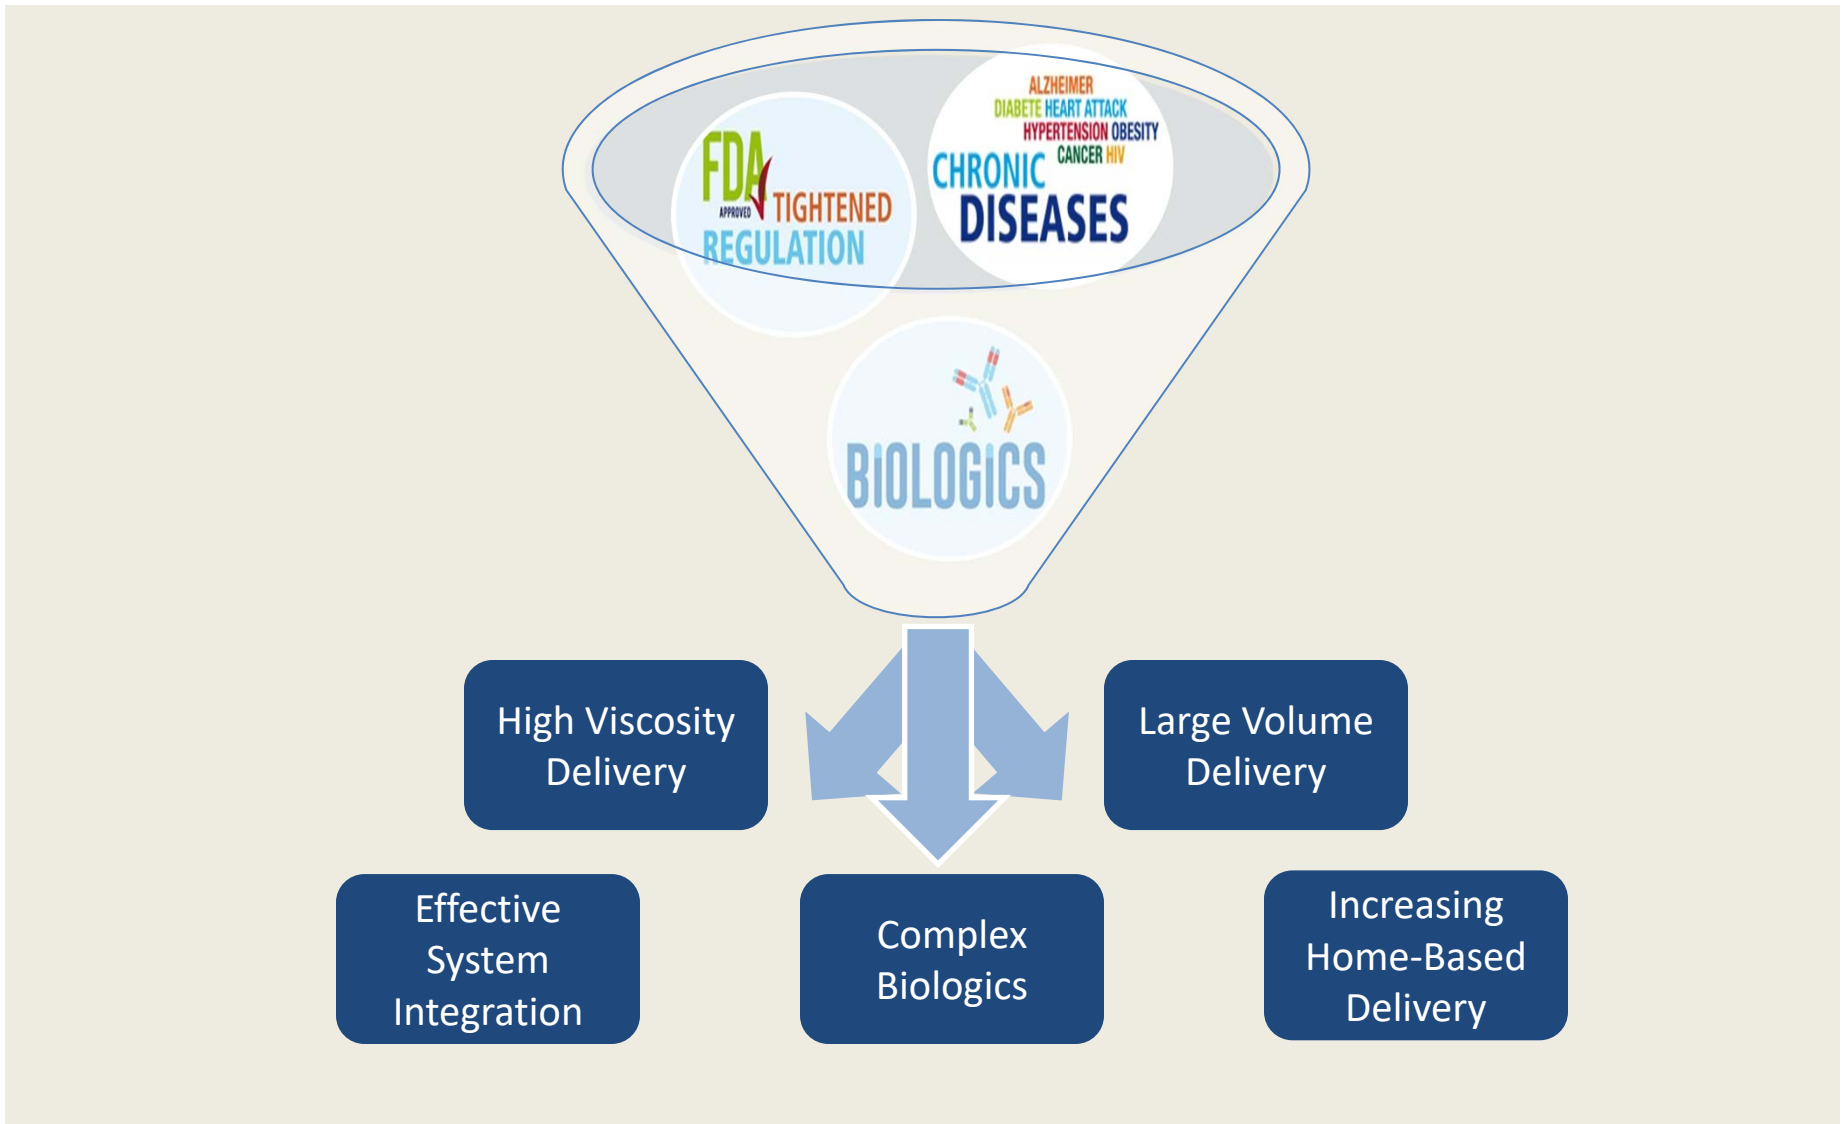 ALZHEIMER
DIABETE HEART ATTACK
HYPERTENSION OBESITY
CANCER HIV
CHRONIC
DISEASES
FDA
APPROVED
TIGHTENED
REGULATION
BiOLOGiCS
High Viscosity
Delivery
Large Volume
Delivery
Effective
System
Integration
Complex
Biologics
Increasing
Home-Based
Delivery